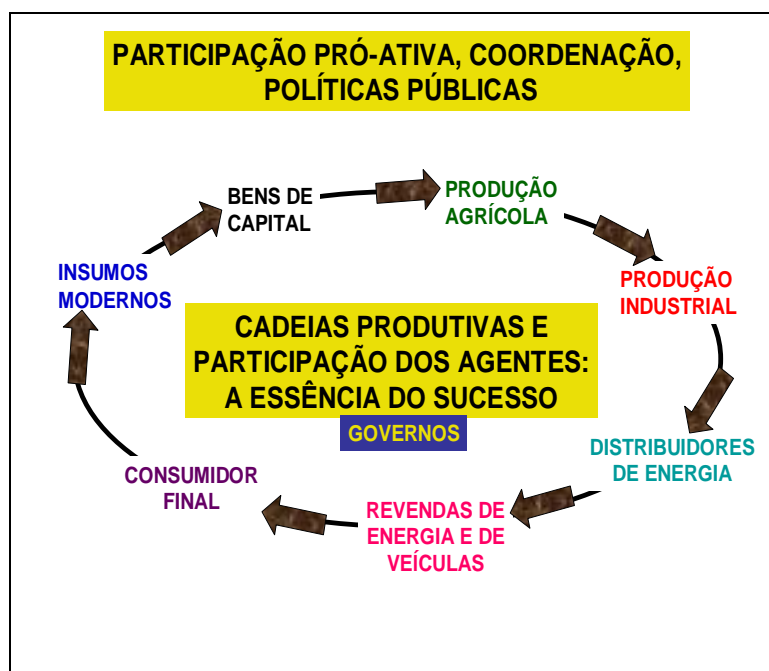 PARTICIPAÇÃO PRÓ-ATIVA, COORDENAÇÃO,
POLÍTICAS PÚBLICAS
BENS DE
CAPITAL
PRODUÇÃO
AGRÍCOLA
INSUMOS
MODERNOS
PRODUÇÃO
INDUSTRIAL
CADEIAS PRODUTIVAS E
PARTICIPAÇÃO DOS AGENTES:
A ESSÊNCIA DO SUCESSO
GOVERNOS
DISTRIBUIDORES
DE ENERGIA
CONSUMIDOR
FINAL
REVENDAS DE
ENERGIA E DE
VEÍCULAS